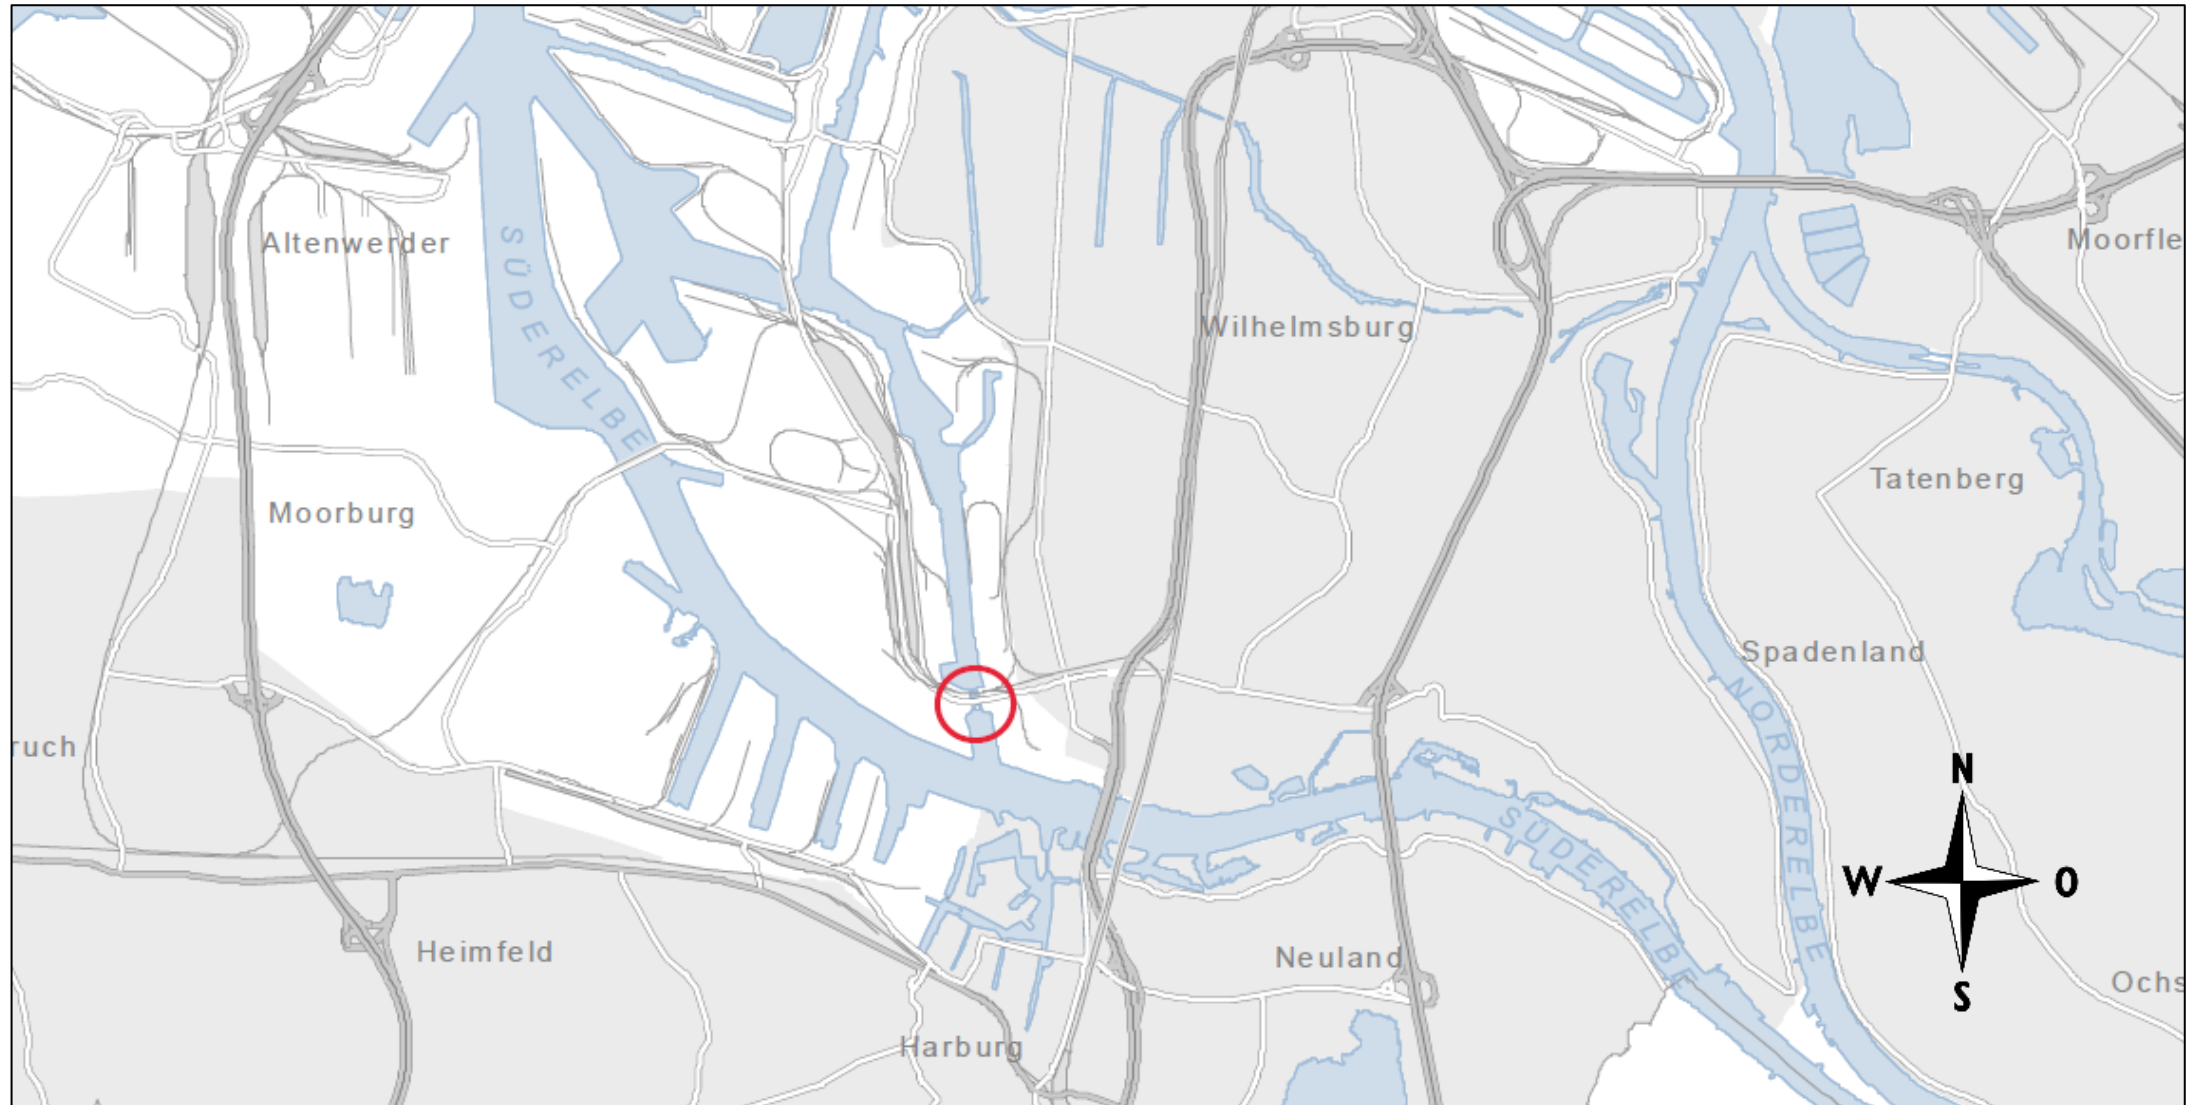 Altenwerder
Moorfle
SÜDERELBE
Wilhelmsburg
Tatenberg
Moorburg
Spadenland
NORDERELBE
ruch
N
W O
S
SÜDERELBE
Heimfeld
Neuland
Ochs
Harburg